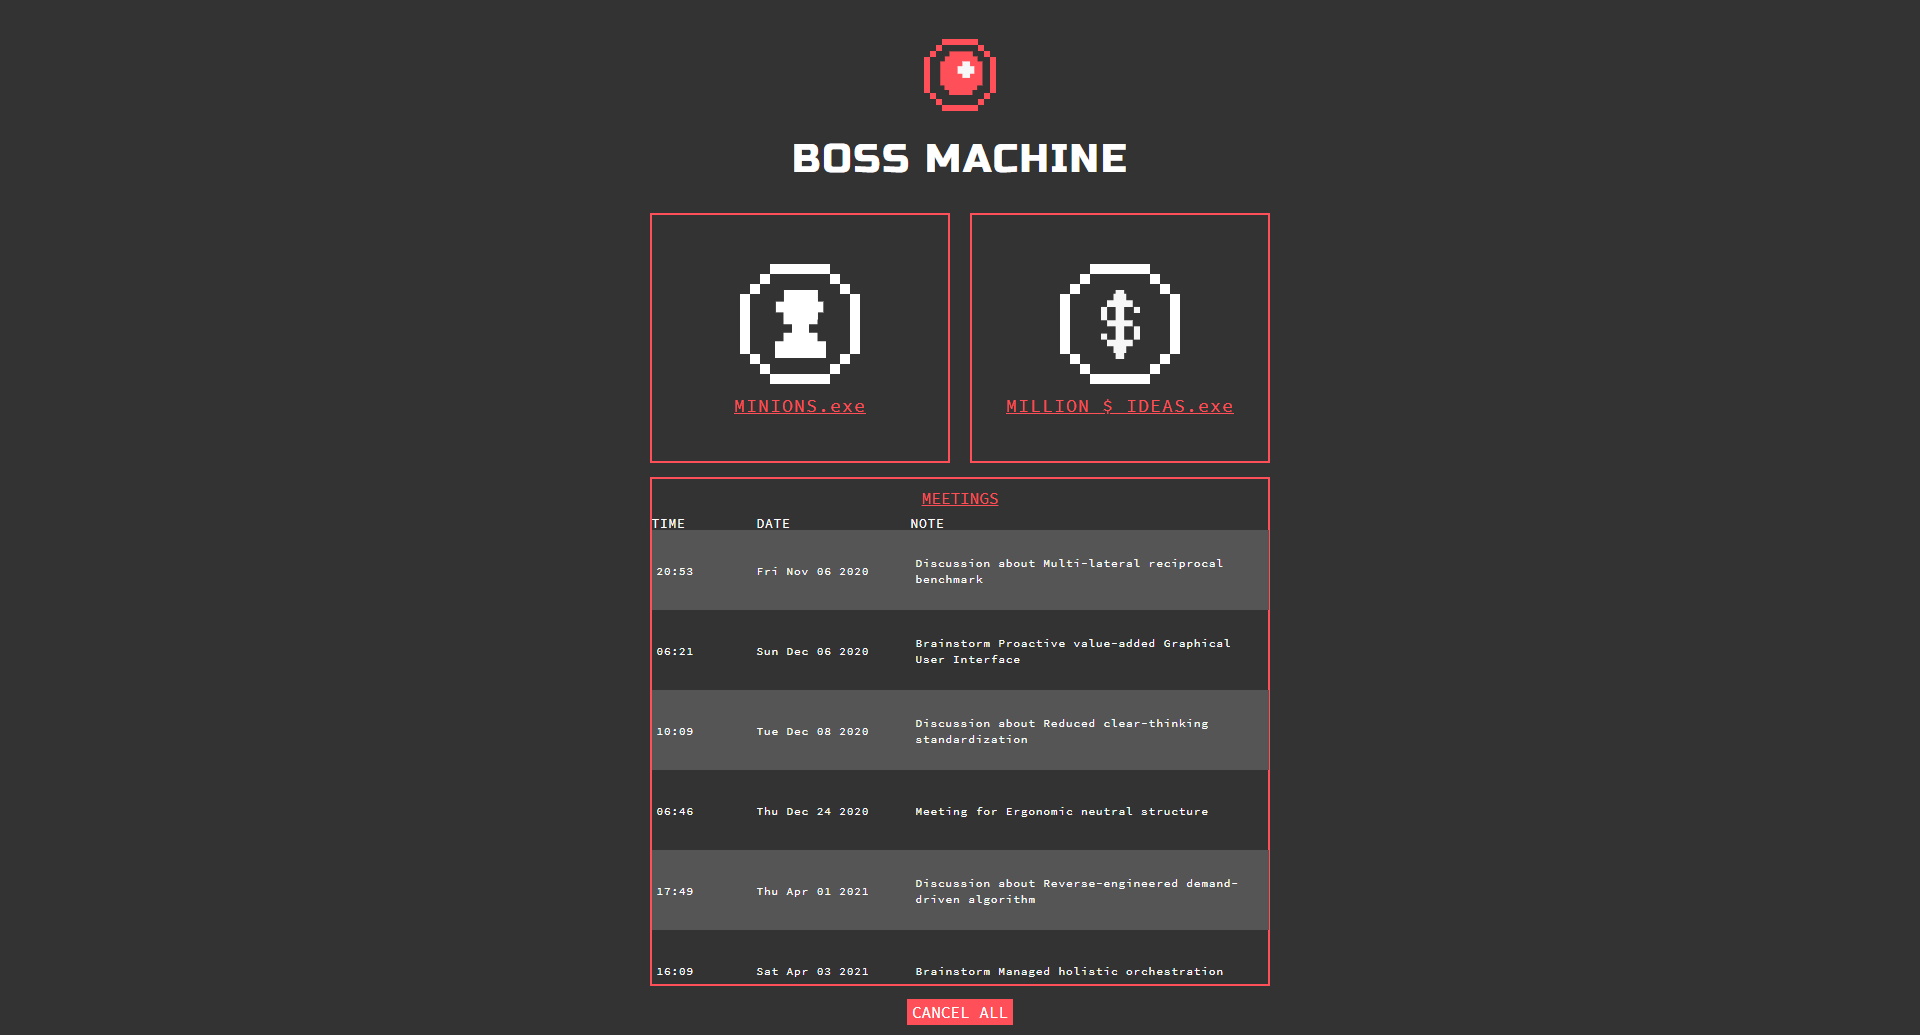 BOSS MACHINE
MINIONS.exe
MILLION $ IDEAS.exe
MEETINGS
TIME DATE NOTE
20:53 Fri Nov 06 2020 Discussion about Multi-lateral reciprocal
benchmark
06:21 Sun Dec 06 2020 Brainstorm Proactive value-added Graphical
User Interface
10:09 Tue Dec 08 2020 Discussion about Reduced clear-thinking
standardization
06:46 Thu Dec 24 2020 Meeting for Ergonomic neutral structure
17:49 Thu Apr 01 2021 Discussion about Reverse-engineered demand-
driven algorithm
16:09 Sat Apr 03 2021 Brainstorm Managed holistic orchestration
CANCEL ALL